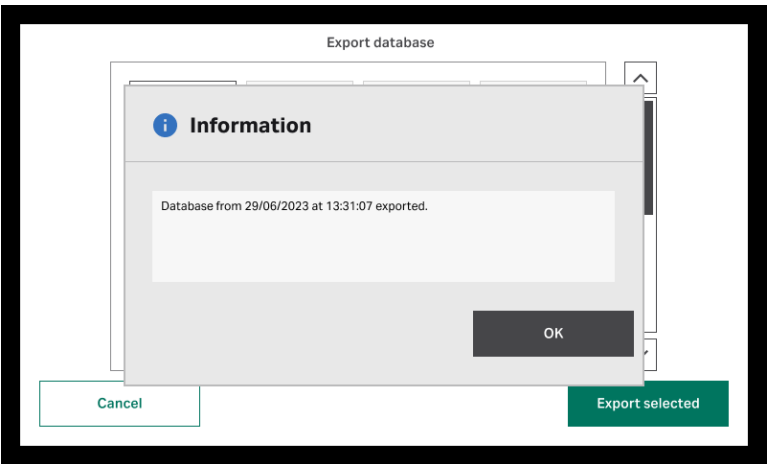 Export database
Information
Database from 29/06/2023 at 13:31:07 exported.
OK
Cancel
Export selected